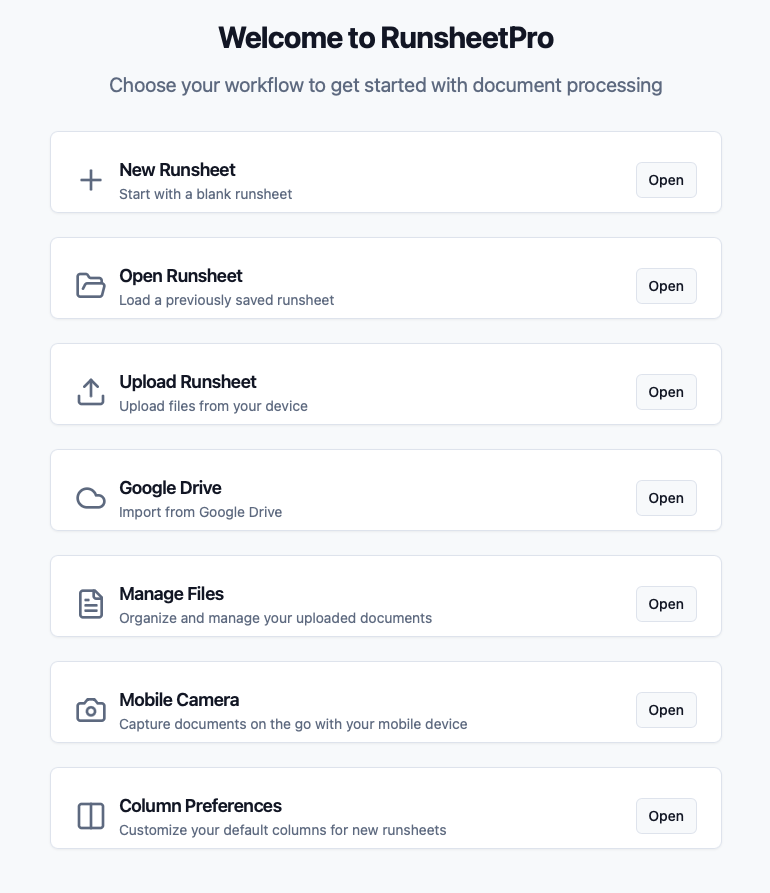 Welcome to RunsheetPro
Choose your workflow to get started with document processing
New Runsheet
Start with a blank runsheet
Open
Open Runsheet
Load a previously saved runsheet
Open
Upload Runsheet
Upload files from your device
Open
Google Drive
Import from Google Drive
Open
Manage Files
Organize and manage your uploaded documents
Open
Mobile Camera
Capture documents on the go with your mobile device
Open
Column Preferences
Customize your default columns for new runsheets
Open